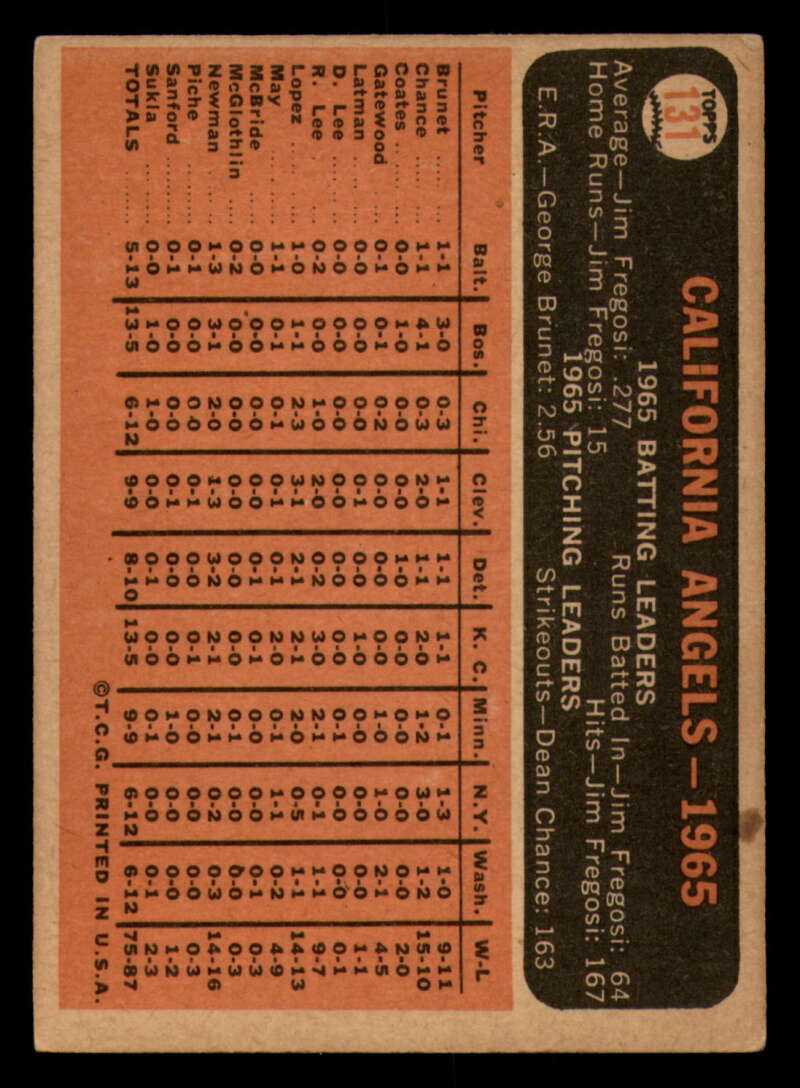 TOPPS
131
CALIFORNIA ANGELS—1965
1965 BATTING LEADERS
Average—Jim Fregosi: .277 Runs Batted In—Jim Fregosi: 64
Home Runs—Jim Fregosi: 15 Hits—Jim Fregosi: 167
1965 PITCHING LEADERS
E.R.A.—George Brunet: 2.56 Strikeouts—Dean Chance: 163
Pitcher Balt. Bos. Chi. Clev. Det. K. C. Minn. N.Y. Wash. W-L
Brunet ..... 1-1 3-0 0-3 1-1 1-1 1-1 0-1 1-3 1-0 9-11
Chance .... 1-1 4-1 0-3 2-0 1-1 2-0 1-2 3-0 1-2 15-10
Coates .. .. 0-0 1-0 0-0 0-0 1-0 0-0 0-0 0-0 0-0 2-0
Gatewood ... 0-1 0-1 0-2 0-0 0-0 0-1 1-0 1-0 2-1 4-5
Latman .... 0-0 0-0 0-0 0-1 0-0 1-0 0-0 0-0 0-0 1-1
D. Lee .... 0-0 0-0 0-0 0-0 0-0 0-0 0-1 0-0 0-0 0-1
R. Lee ... 0-2 0-0 1-0 2-0 0-2 3-0 2-1 0-1 1-1 9-7
Lopez .. .... 1-0 1-1 2-3 3-1 2-1 2-1 2-0 0-5 1-1 14-13
May ..... 1-1 0-1 0-1 0-1 0-1 2-0 0-1 1-1 0-2 4-9
McBride .... 0-0 0-0 0-0 0-0 0-1 0-1 0-0 0-0 0-1 0-3
McGlothlin .... 0-2 0-0 0-0 0-0 0-0 0-0 0-1 0-0 0-0 0-3
Newman .... 1-3 3-1 2-0 1-3 3-2 2-1 2-1 0-2 0-3 14-16
Piche ...... 0-1 0-0 0-0 0-1 0-0 0-1 0-0 0-0 0-0 0-3
Sanford ....... 0-1 0-0 0-0 0-1 0-0 0-0 1-0 0-0 0-0 1-2
Sukla ...... 0-0 1-0 1-0 0-0 0-1 0-0 0-1 0-0 0-1 2-3
TOTALS ..... 5-13 13-5 6-12 9-9 8-10 13-5 9-9 6-12 6-12 75-87
©T.C.G. PRINTED IN U.S.A.